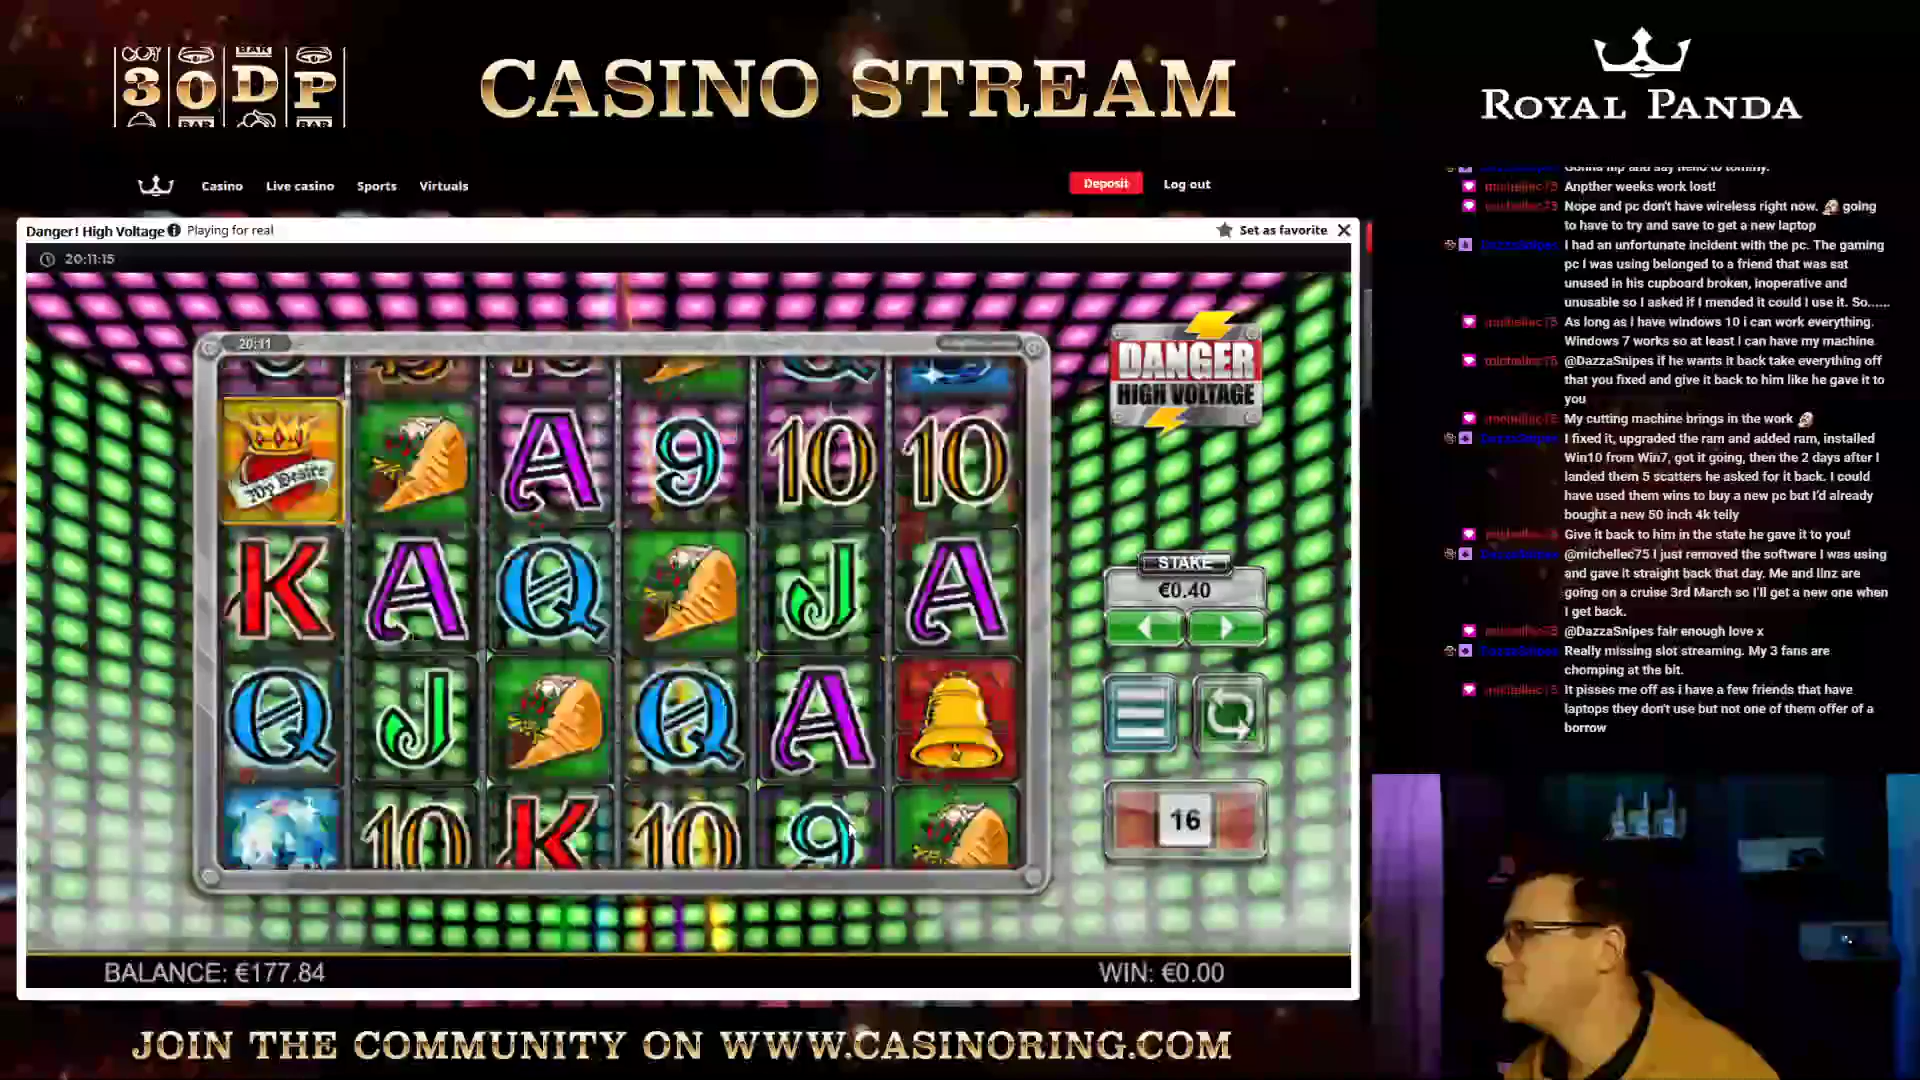 30DP
CASINO STREAM
ROYAL PANDA
Casino Live casino Sports Virtuals
Deposit Log out
Danger! High Voltage Playing for real
Set as favorite
20:11:15
20:11
DANGER
HIGH VOLTAGE
My Desire A 9 10 10
K A Q J A
Q J Q A
10 K 10 9
STAKE
€0.40
16
BALANCE: €177.84
WIN: €0.00
JOIN THE COMMUNITY ON WWW.CASINORING.COM
michellec75 Anpther weeks work lost!
michellec75 Nope and pc don't have wireless right now. going
to have to try and save to get a new laptop
DazzaSnipes I had an unfortunate incident with the pc. The gaming
pc I was using belonged to a friend that was sat
unused in his cupboard broken, inoperative and
unusable so I asked if I mended it could I use it. So......
michellec75 As long as I have windows 10 i can work everything.
Windows 7 works so at least I can have my machine
michellec75 @DazzaSnipes if he wants it back take everything off
that you fixed and give it back to him like he gave it to
you
michellec75 My cutting machine brings in the work
DazzaSnipes I fixed it, upgraded the ram and added ram, installed
Win10 from Win7, got it going, then the 2 days after I
landed them 5 scatters he asked for it back. I could
have used them wins to buy a new pc but I'd already
bought a new 50 inch 4k telly
michellec75 Give it back to him in the state he gave it to you!
DazzaSnipes @michellec75 I just removed the software I was using
and gave it straight back that day. Me and linz are
going on a cruise 3rd March so I'll get a new one when
I get back.
michellec75 @DazzaSnipes fair enough love x
DazzaSnipes Really missing slot streaming. My 3 fans are
chomping at the bit.
michellec75 It pisses me off as i have a few friends that have
laptops they don't use but not one of them offer of a
borrow